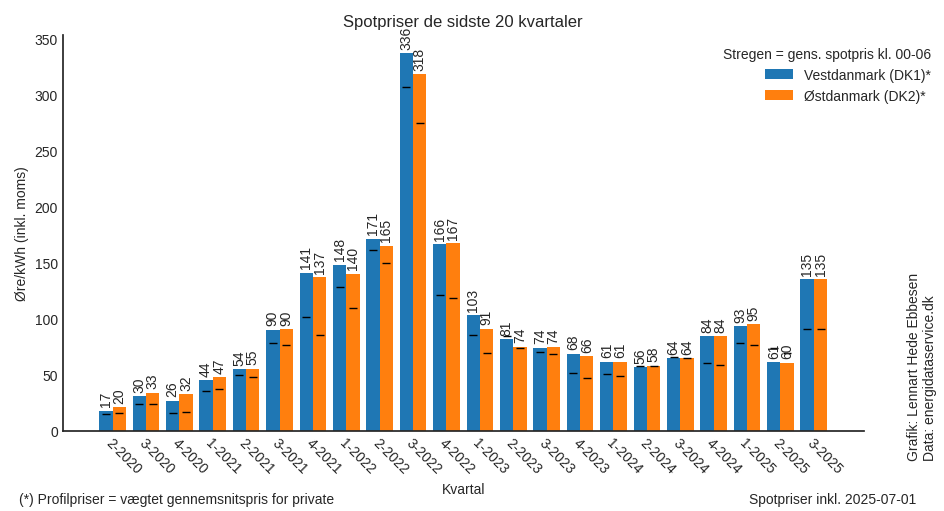 Spotpriser de sidste 20 kvartaler
Stregen = gens. spotpris kl. 00-06
Vestdanmark (DK1)*
Østdanmark (DK2)*
Øre/kWh (inkl. moms)
350
300
250
200
150
100
50
0
17 20 30 33 26 32 44 47 54 55 90 90 141 137 148 140 171 165 336 318 166 167 103 91 81 74 74 74 68 66 61 61 56 58 64 64 84 84 93 95 61 60 135 135
2-2020 3-2020 4-2020 1-2021 2-2021 3-2021 4-2021 1-2022 2-2022 3-2022 4-2022 1-2023 2-2023 3-2023 4-2023 1-2024 2-2024 3-2024 4-2024 1-2025 2-2025 3-2025
Kvartal
Grafik: Lennart Hede Ebbesen
Data: energidataservice.dk
(*) Profilpriser = vægtet gennemsnitspris for private
Spotpriser inkl. 2025-07-01